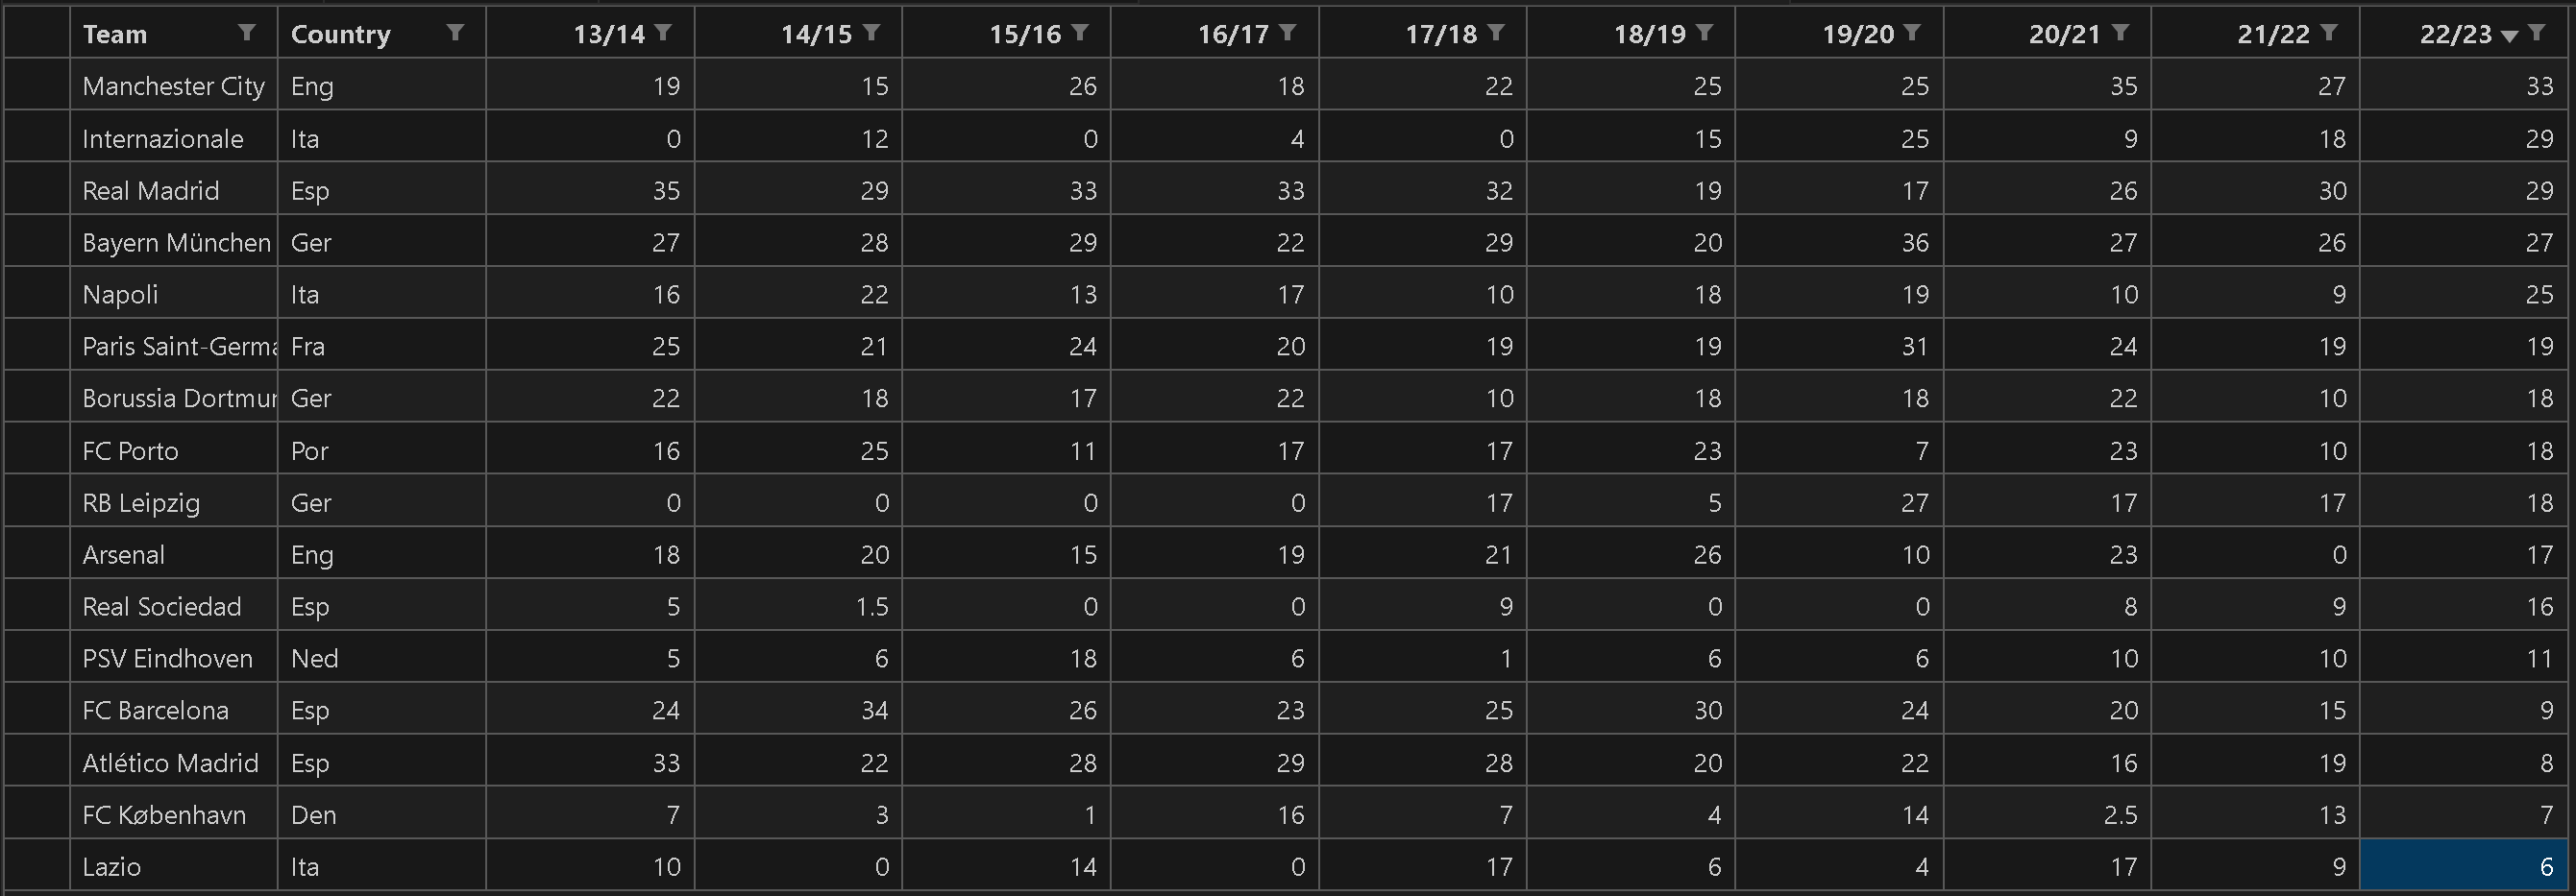 Team Country 13/14 14/15 15/16 16/17 17/18 18/19 19/20 20/21 21/22 22/23
Manchester City Eng 19 15 26 18 22 25 25 35 27 33
Internazionale Ita 0 12 0 4 0 15 25 9 18 29
Real Madrid Esp 35 29 33 33 32 19 17 26 30 29
Bayern München Ger 27 28 29 22 29 20 36 27 26 27
Napoli Ita 16 22 13 17 10 18 19 10 9 25
Paris Saint-Germa Fra 25 21 24 20 19 19 31 24 19 19
Borussia Dortmur Ger 22 18 17 22 10 18 18 22 10 18
FC Porto Por 16 25 11 17 17 23 7 23 10 18
RB Leipzig Ger 0 0 0 0 17 5 27 17 17 18
Arsenal Eng 18 20 15 19 21 26 10 23 0 17
Real Sociedad Esp 5 1.5 0 0 9 0 0 8 9 16
PSV Eindhoven Ned 5 6 18 6 1 6 6 10 10 11
FC Barcelona Esp 24 34 26 23 25 30 24 20 15 9
Atlético Madrid Esp 33 22 28 29 28 20 22 16 19 8
FC København Den 7 3 1 16 7 4 14 2.5 13 7
Lazio Ita 10 0 14 0 17 6 4 17 9 6